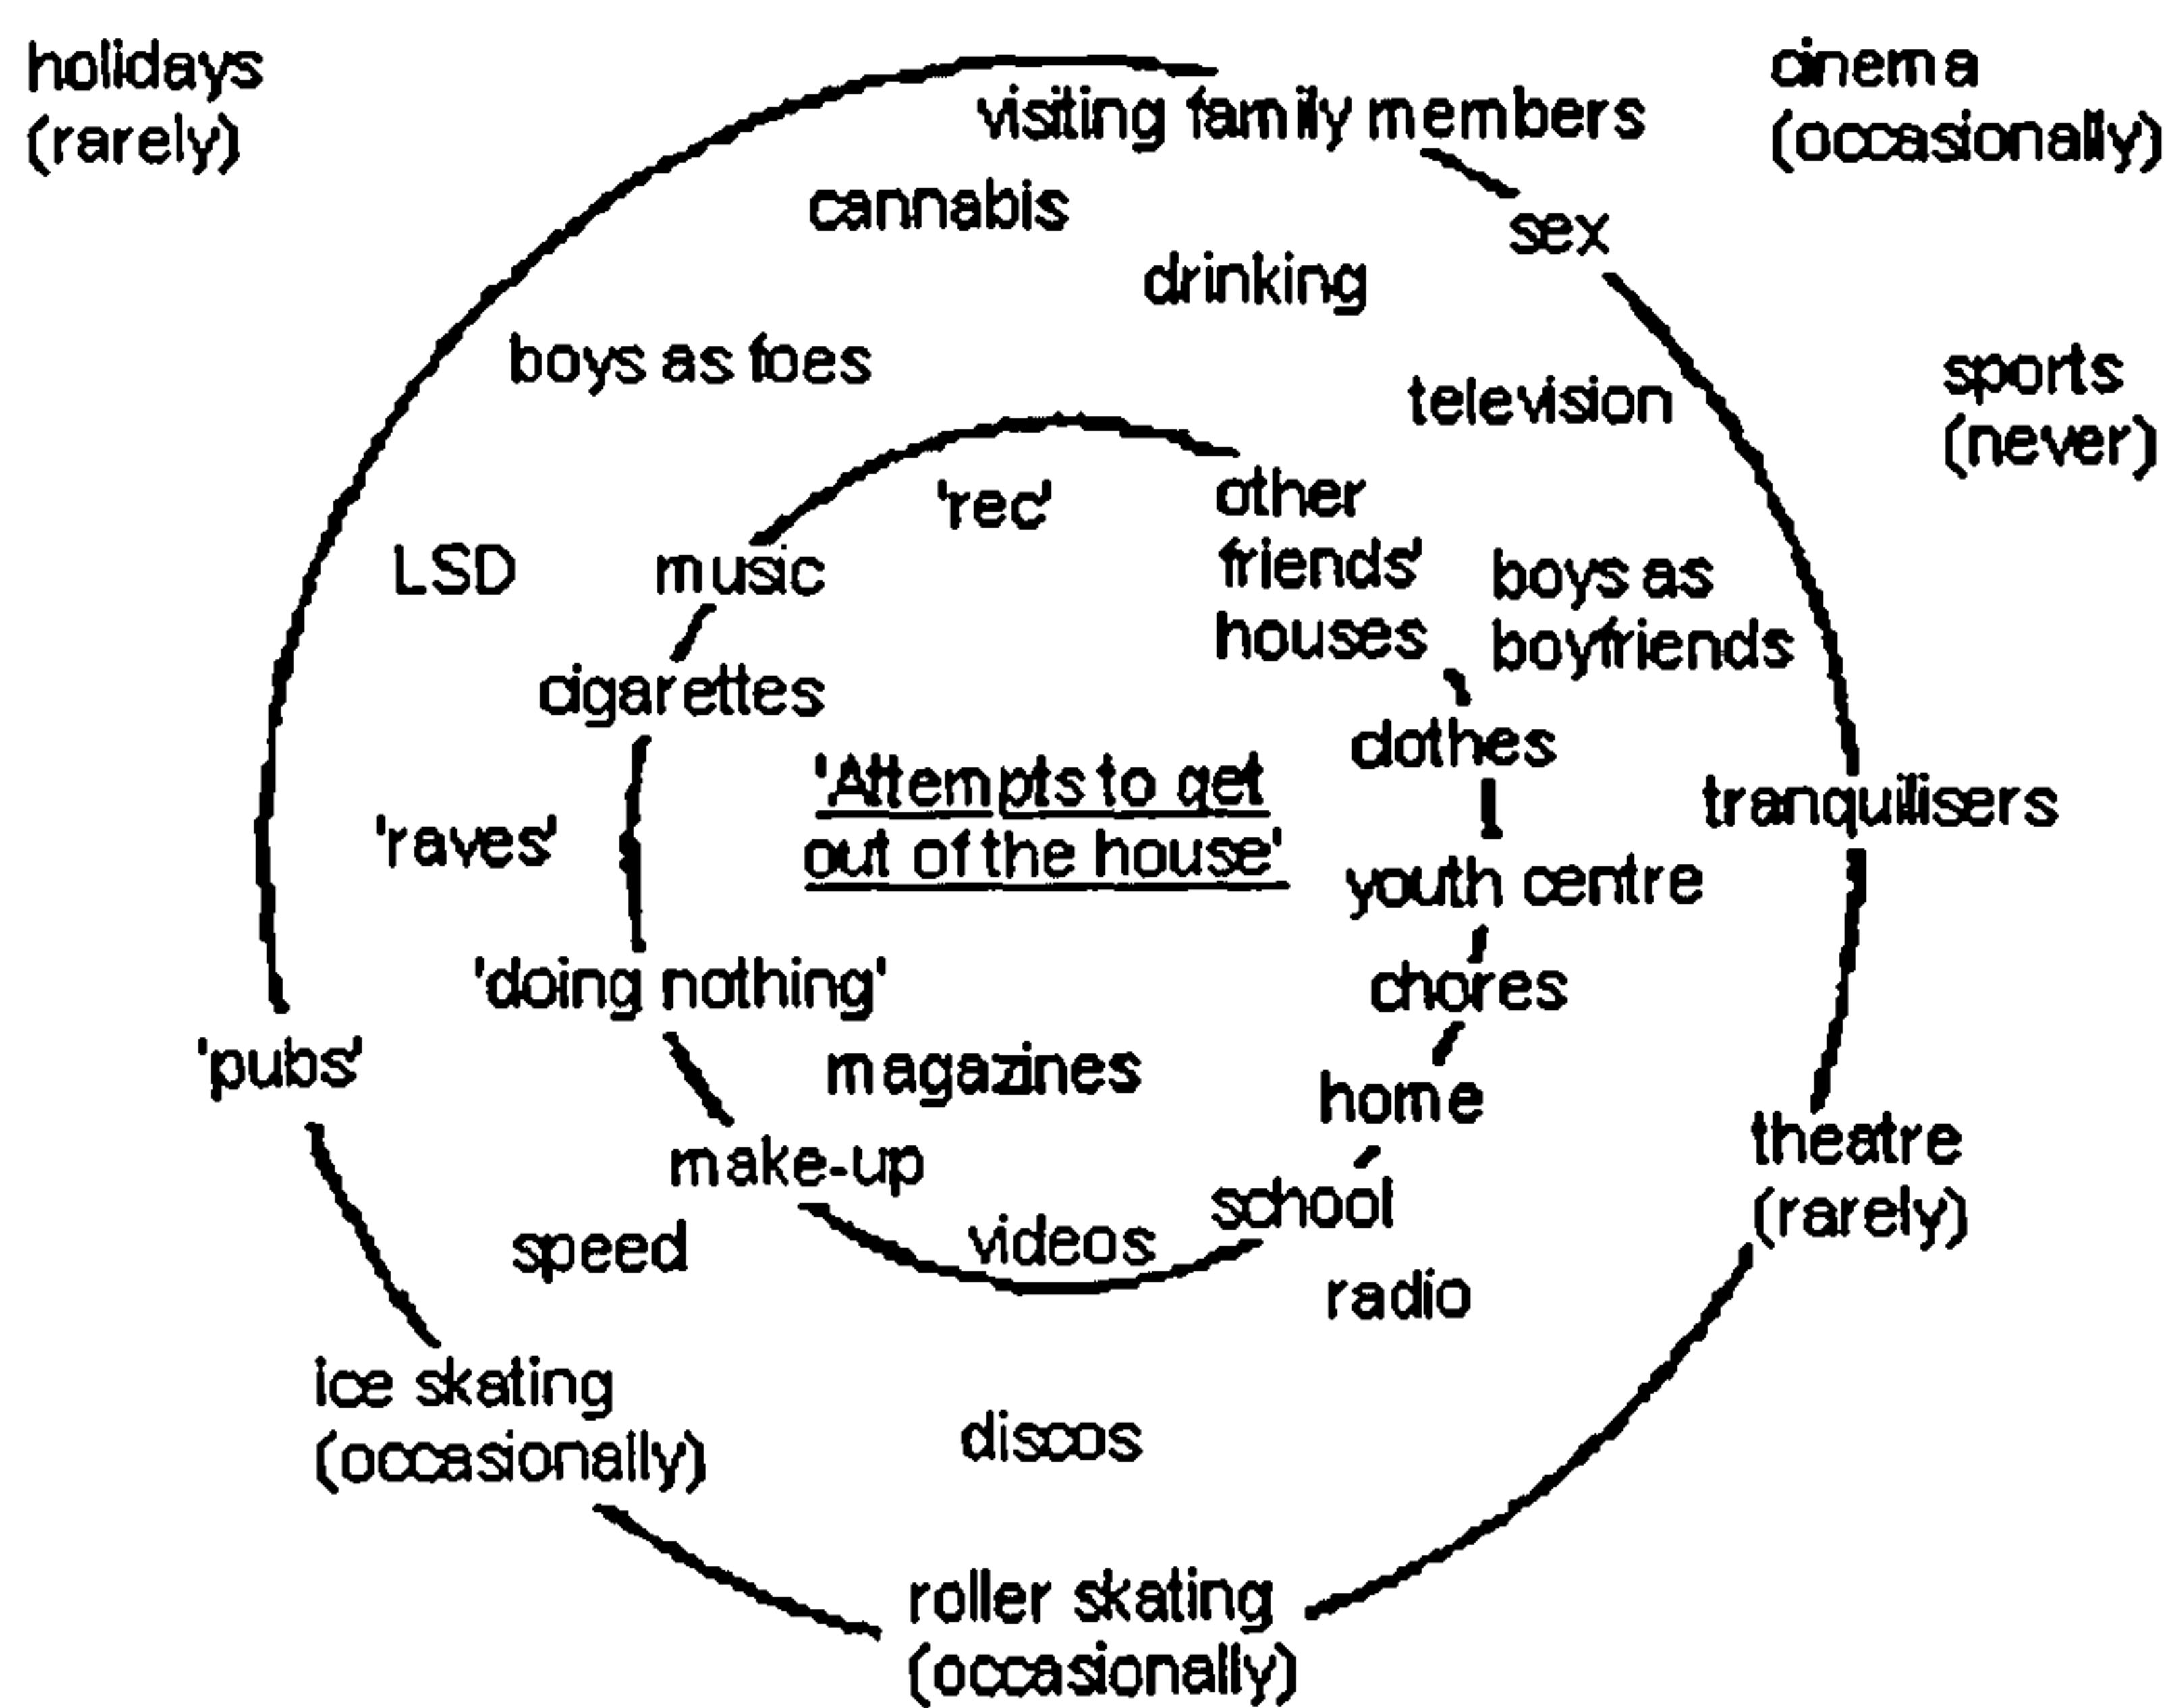 holidays
(rarely)
cinema
(occasionally)
visiting family members
cannabis
sex
drinking
boys as foes
television
sports
(never)
'rec'
other
friends'
houses
LSD
music
boys as
boyfriends
cigarettes
clothes
'Attempts to get
out of the house'
tranquillisers
'raves'
youth centre
'doing nothing'
chores
'pubs'
magazines
home
make-up
theatre
(rarely)
school
speed
videos
radio
ice skating
(occasionally)
discos
roller skating
(occasionally)